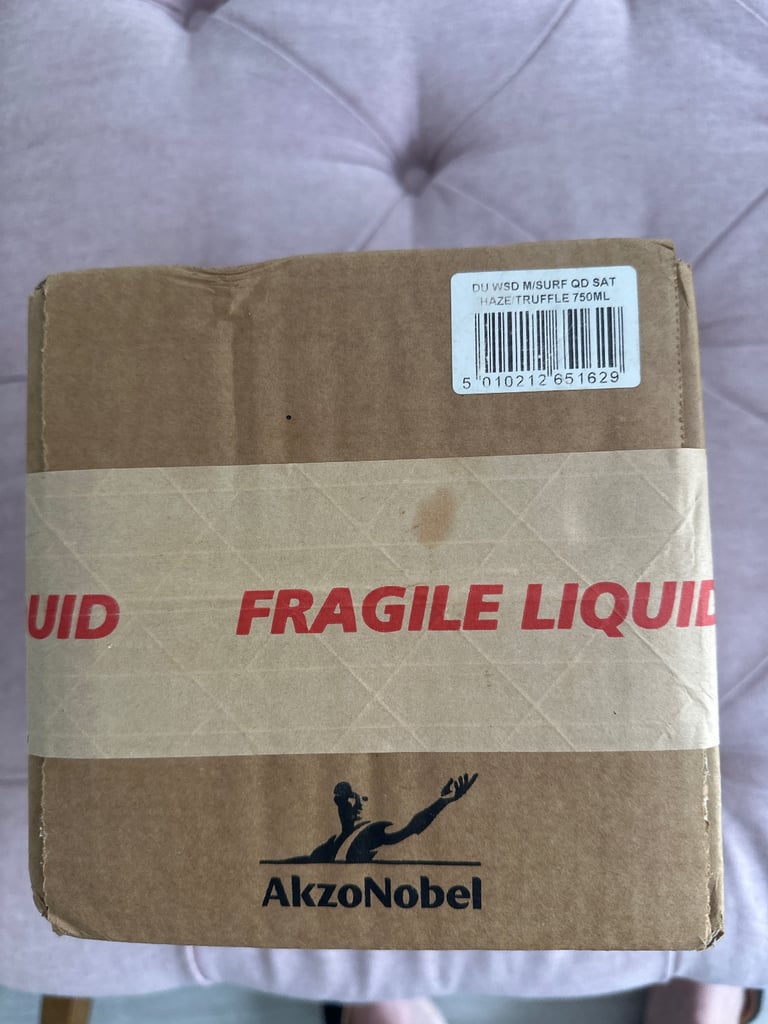 DU WSD M/SURF QD SAT
HAZE/TRUFFLE 750ML
5 010212 651629
UID FRAGILE LIQUID
AkzoNobel